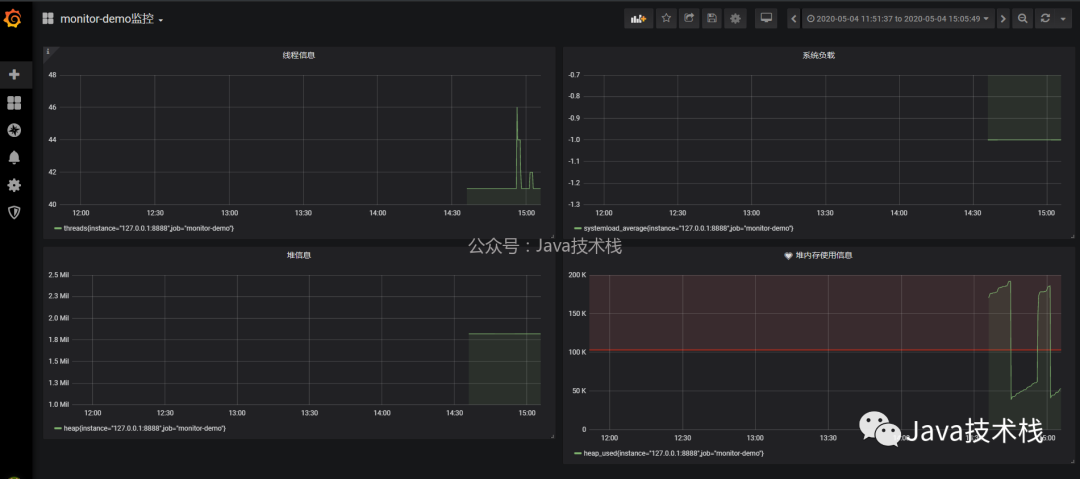 monitor-demo监控
2020-05-04 11:51:37 to 2020-05-04 15:05:49
线程信息
48
46
44
42
40
12:00 12:30 13:00 13:30 14:00 14:30 15:00
threads{instance="127.0.0.1:8888",job="monitor-demo"}
系统负载
-0.7
-0.8
-0.9
-1.0
-1.1
-1.2
-1.3
12:00 12:30 13:00 13:30 14:00 14:30 15:00
systemload_average{instance="127.0.0.1:8888",job="monitor-demo"}
公众号：Java技术栈
堆信息
2.5 Mil
2.3 Mil
2.0 Mil
1.8 Mil
1.5 Mil
1.3 Mil
1.0 Mil
12:00 12:30 13:00 13:30 14:00 14:30 15:00
heap{instance="127.0.0.1:8888",job="monitor-demo"}
堆内存使用信息
200 K
150 K
100 K
50 K
0
12:00 12:30 13:00 13:30 15:00
heap_used{instance="127.0.0.1:8888",job="monitor-demo"}
Java技术栈